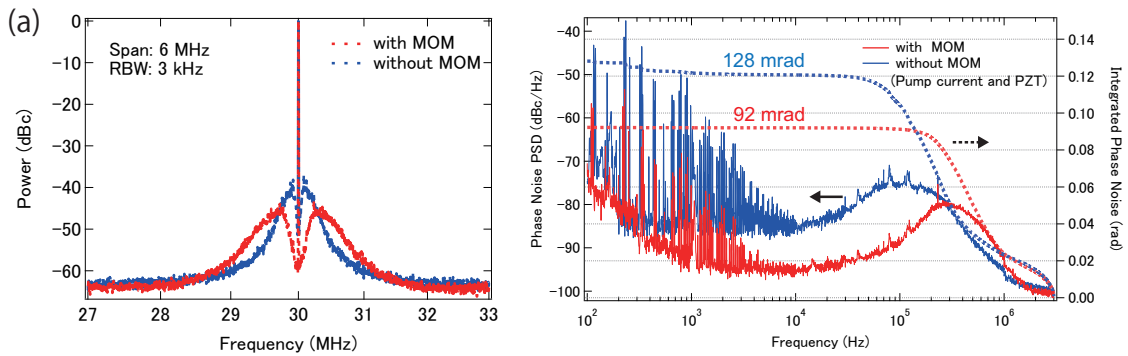 (a)
0
-10
-20
-30
-40
-50
-60
Power (dBc)
Span: 6 MHz
RBW: 3 kHz
with MOM
without MOM
27 28 29 30 31 32 33
Frequency (MHz)
-40
-50
-60
-70
-80
-90
-100
Phase Noise PSD (dBc/Hz)
128 mrad
92 mrad
with MOM
without MOM
(Pump current and PZT)
0.14
0.12
0.10
0.08
0.06
0.04
0.02
0.00
Integrated Phase Noise (rad)
10² 10³ 10⁴ 10⁵ 10⁶
Frequency (Hz)